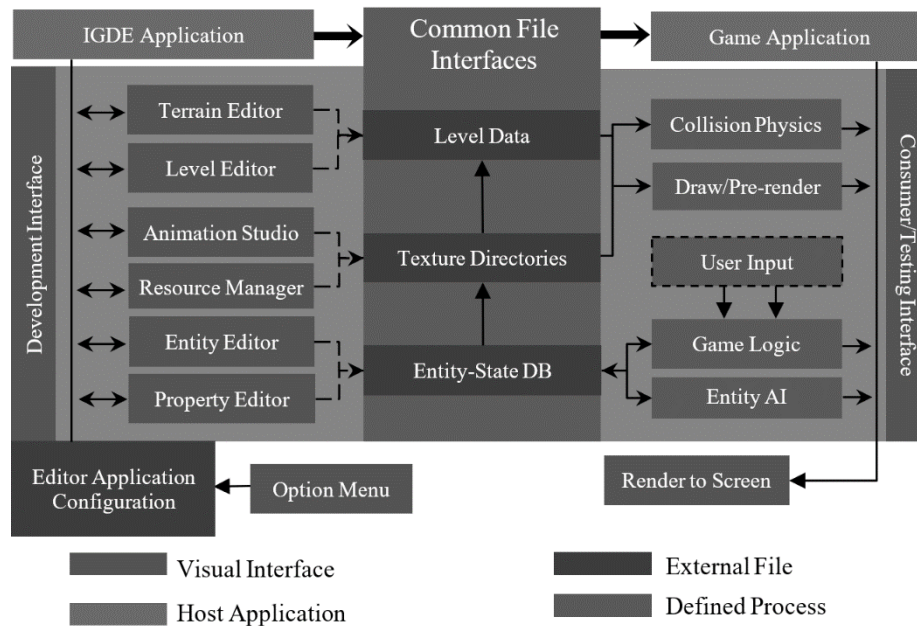 IGDE Application
Common File
Interfaces
Game Application
Development Interface
Terrain Editor
Level Editor
Animation Studio
Resource Manager
Entity Editor
Property Editor
Level Data
Texture Directories
Entity-State DB
Collision Physics
Draw/Pre-render
User Input
Game Logic
Entity AI
Consumer/Testing Interface
Editor Application
Configuration
Option Menu
Render to Screen
Visual Interface
Host Application
External File
Defined Process